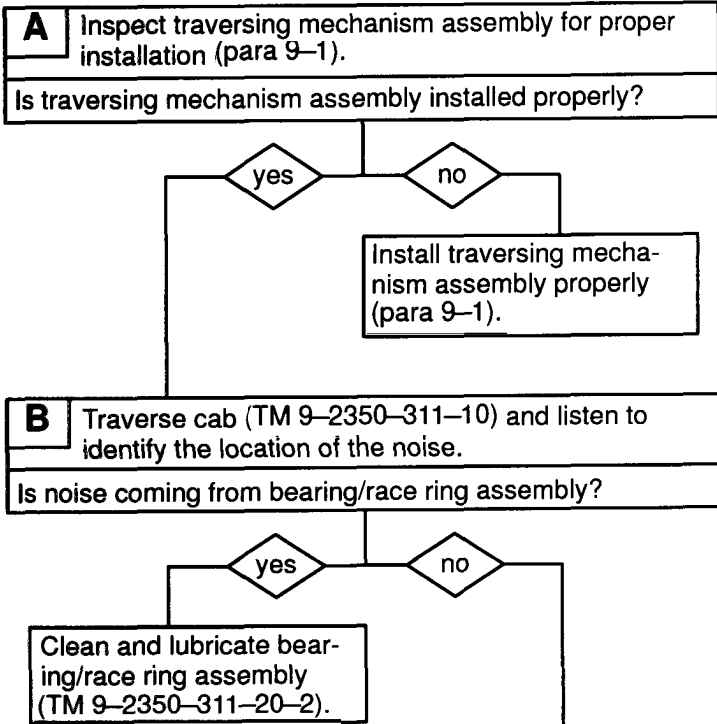 A Inspect traversing mechanism assembly for proper
installation (para 9–1).
Is traversing mechanism assembly installed properly?
yes no
Install traversing mecha-
nism assembly properly
(para 9–1).
B Traverse cab (TM 9–2350–311–10) and listen to
identify the location of the noise.
Is noise coming from bearing/race ring assembly?
yes no
Clean and lubricate bear-
ing/race ring assembly
(TM 9–2350–311–20–2).